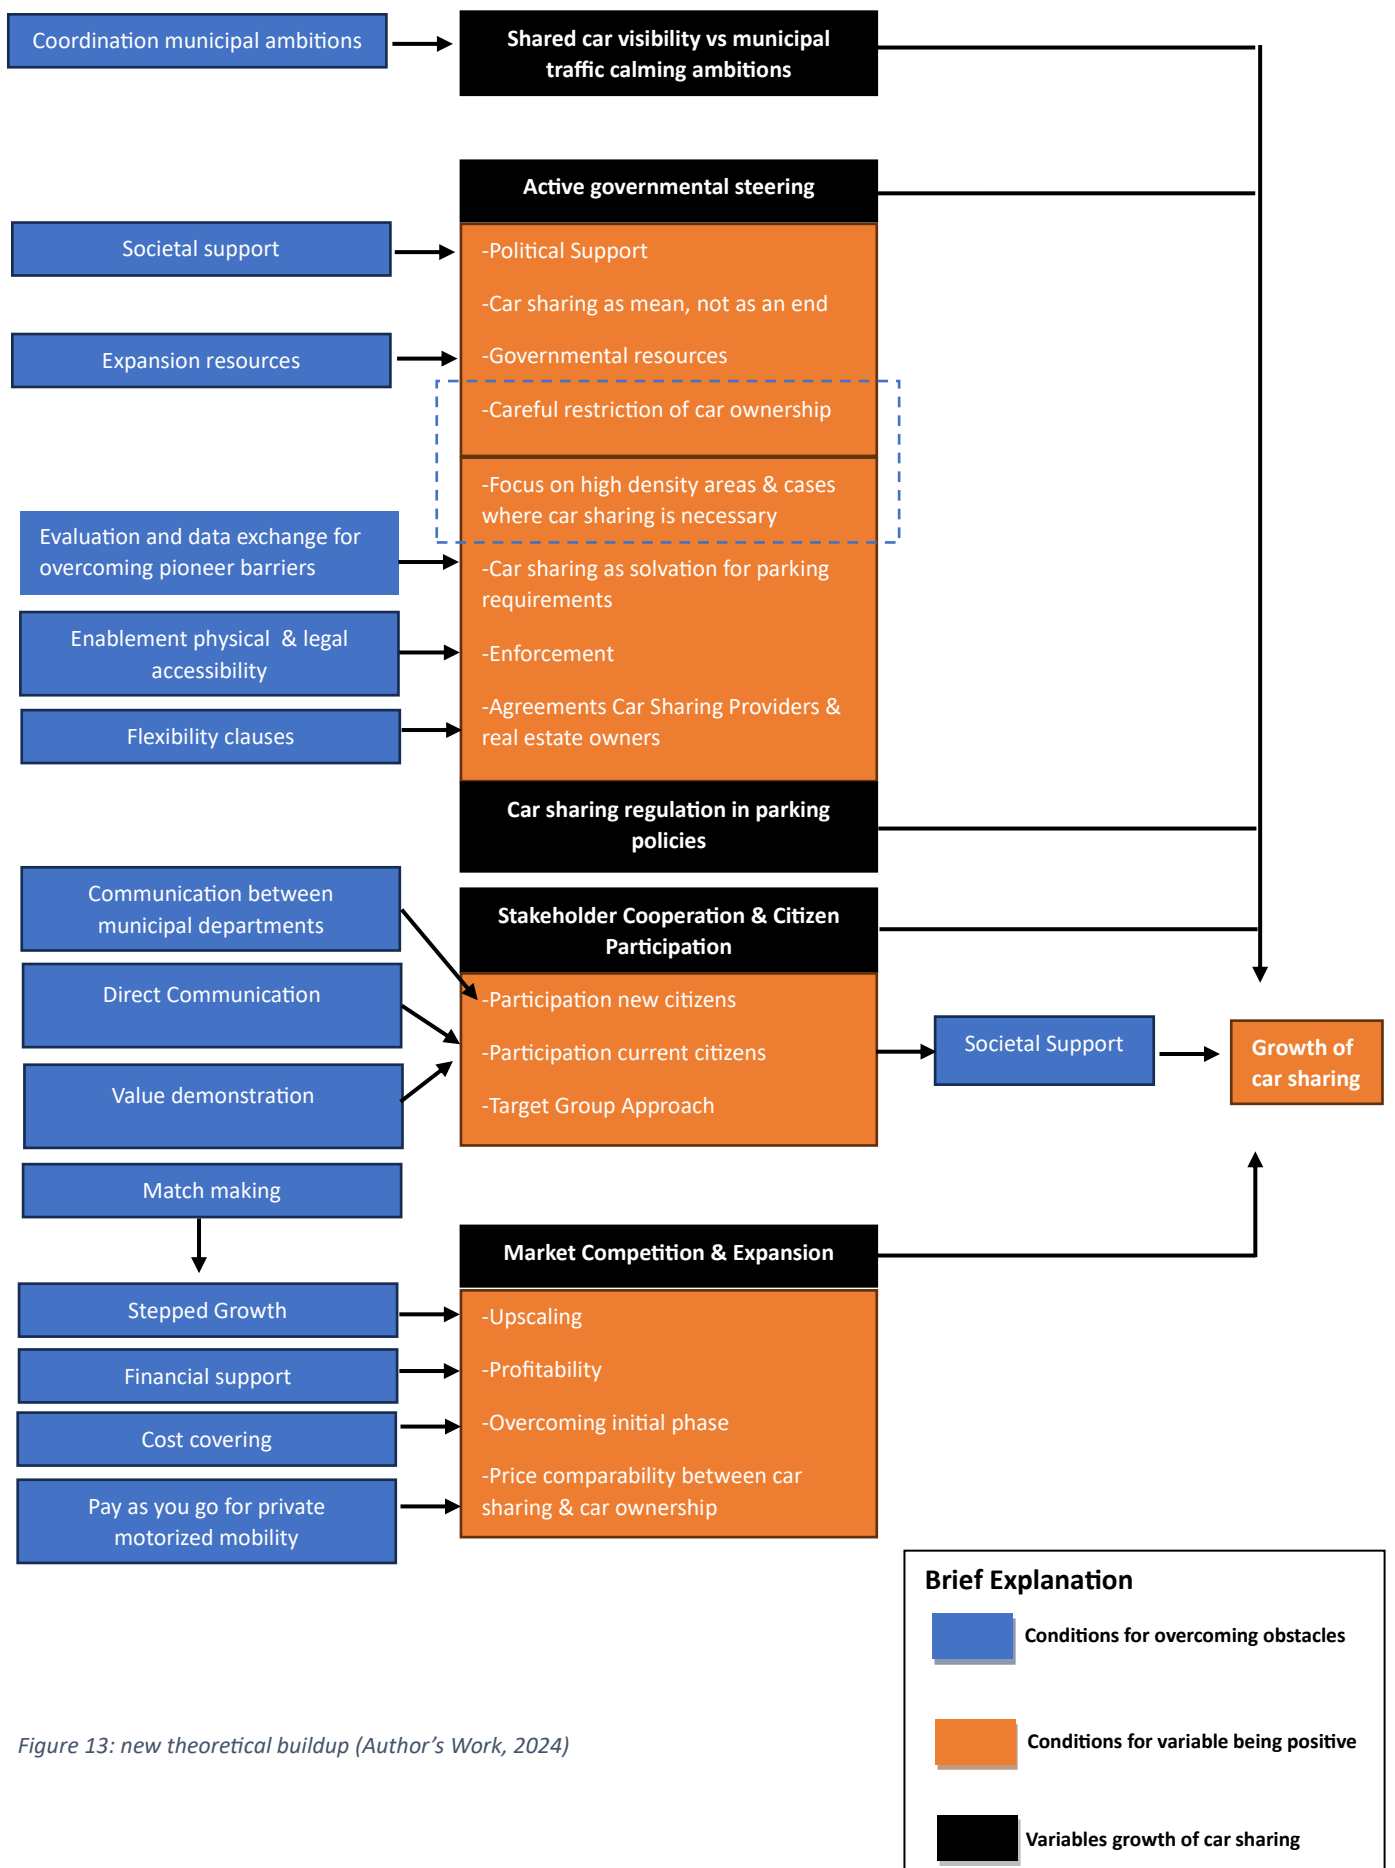 Coordination municipal ambitions
Shared car visibility vs municipal
traffic calming ambitions
Active governmental steering
Societal support
-Political Support
-Car sharing as mean, not as an end
Expansion resources
-Governmental resources
-Careful restriction of car ownership
-Focus on high density areas & cases
where car sharing is necessary
Evaluation and data exchange for
overcoming pioneer barriers
-Car sharing as solvation for parking
requirements
Enablement physical & legal
accessibility
-Enforcement
Flexibility clauses
-Agreements Car Sharing Providers &
real estate owners
Car sharing regulation in parking
policies
Communication between
municipal departments
Stakeholder Cooperation & Citizen
Participation
Direct Communication
-Participation new citizens
-Participation current citizens
Value demonstration
-Target Group Approach
Societal Support
Growth of
car sharing
Match making
Market Competition & Expansion
Stepped Growth
-Upscaling
Financial support
-Profitability
Cost covering
-Overcoming initial phase
Pay as you go for private
motorized mobility
-Price comparability between car
sharing & car ownership
Brief Explanation
Conditions for overcoming obstacles
Conditions for variable being positive
Variables growth of car sharing
Figure 13: new theoretical buildup (Author's Work, 2024)